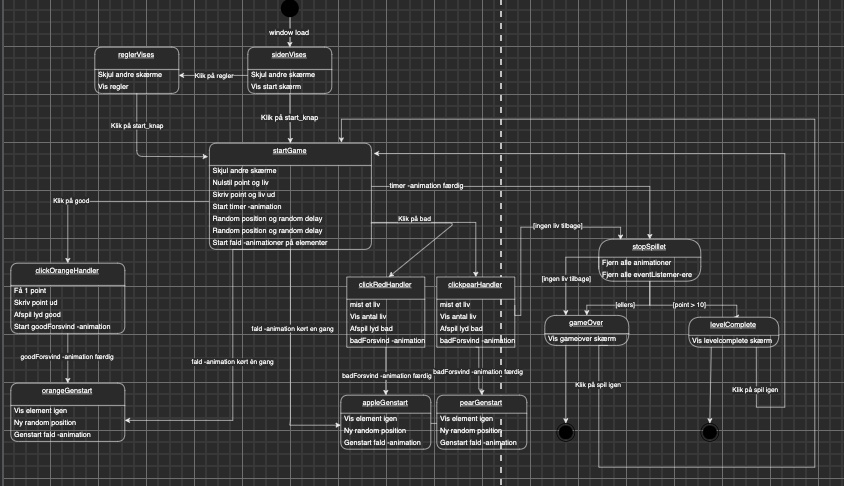 window load
reglerVises
Skjul andre skærme
Vis regler
sidenVises
Skjul andre skærme
Vis start skærm
Klik på regler
Klik på start_knap
Klik på start_knap
startGame
Skjul andre skærme
Nulstil point og liv
Skriv point og liv ud
Start timer -animation
Random position og random delay
Random position og random delay
Start fald -animationer på elementer
timer -animation færdig
Klik på good
Klik på bad
[ingen liv tilbage]
stopSpillet
Fjern alle animationer
Fjern alle eventListerner-ere
clickOrangeHandler
Få 1 point
Skriv point ud
Afspil lyd good
Start goodForsvind -animation
clickRedHandler
mist et liv
Vis antal liv
Afspil lyd bad
badForsvind -animation
clickpearHandler
mist et liv
Vis antal liv
Afspil lyd bad
badForsvind -animation
[ingen liv tilbage]
[ellers]
[point > 10]
gameOver
Vis gameover skærm
levelComplete
Vis levelcomplete skærm
fald -animation kørt en gang
goodForsvind -animation færdig
fald -animation kørt én gang
badForsvind -animation færdig
badForsvind -animation færdig
Klik på spil igen
Klik på spil igen
orangeGenstart
Vis element igen
Ny random position
Genstart fald -animation
appleGenstart
Vis element igen
Ny random position
Genstart fald -animation
pearGenstart
Vis element igen
Ny random position
Genstart fald -animation